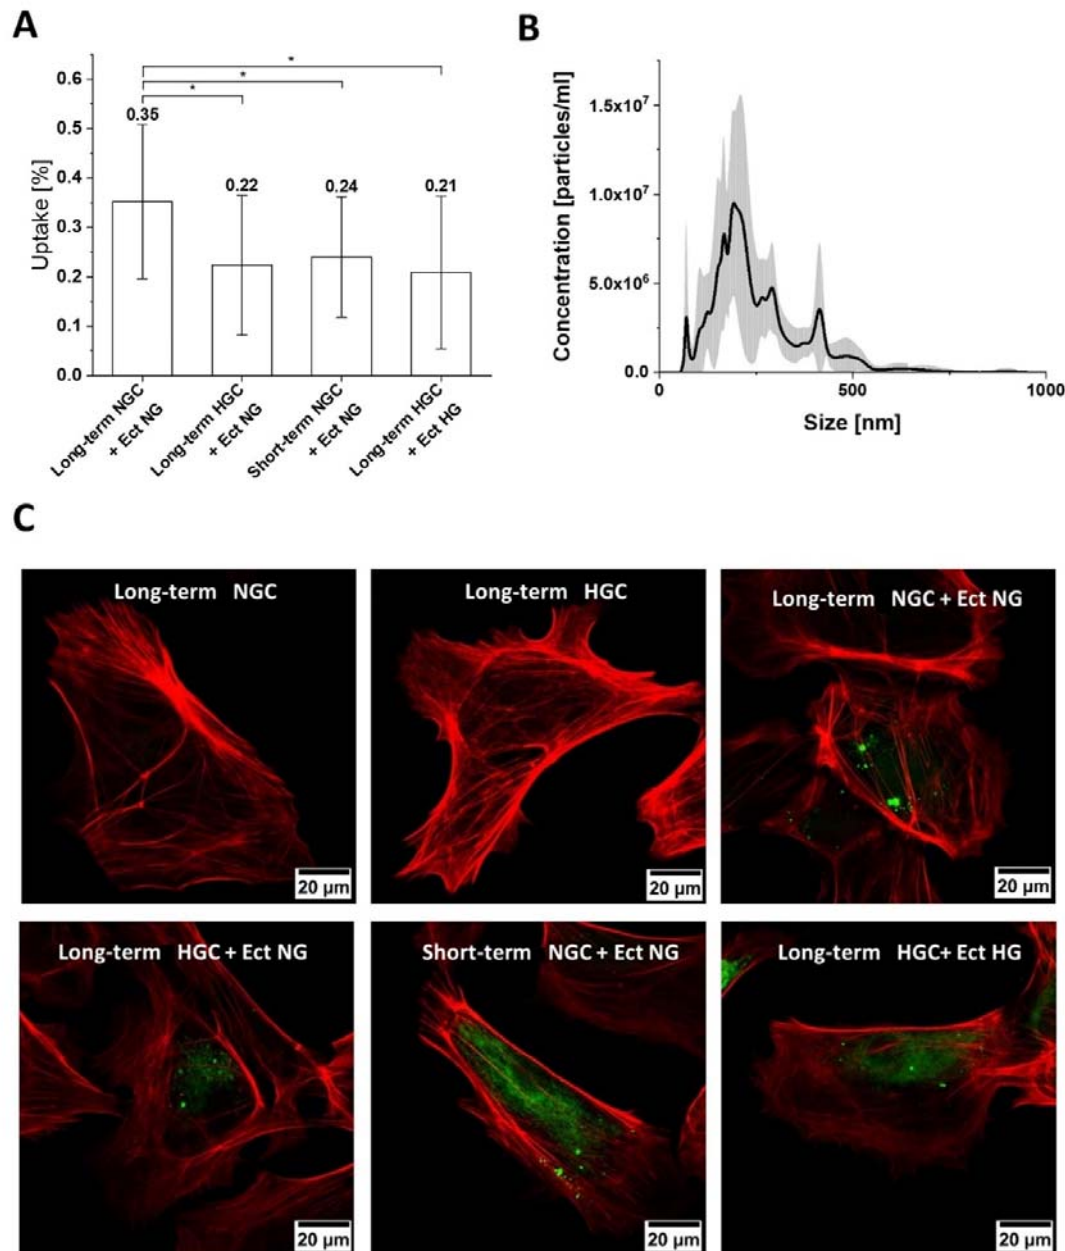 A
Uptake [%]
0.6
0.5
0.4
0.3
0.2
0.1
0.0
*
*
*
0.35
0.22
0.24
0.21
Long-term NGC
+ Ect NG
Long-term HGC
+ Ect NG
Short-term NGC
+ Ect NG
Long-term HGC
+ Ect HG
B
Concentration [particles/ml]
1.5x10⁷
1.0x10⁷
5.0x10⁶
0.0
0
500
1000
Size [nm]
C
Long-term NGC
20 µm
Long-term HGC
20 µm
Long-term NGC + Ect NG
20 µm
Long-term HGC + Ect NG
20 µm
Short-term NGC + Ect NG
20 µm
Long-term HGC+ Ect HG
20 µm